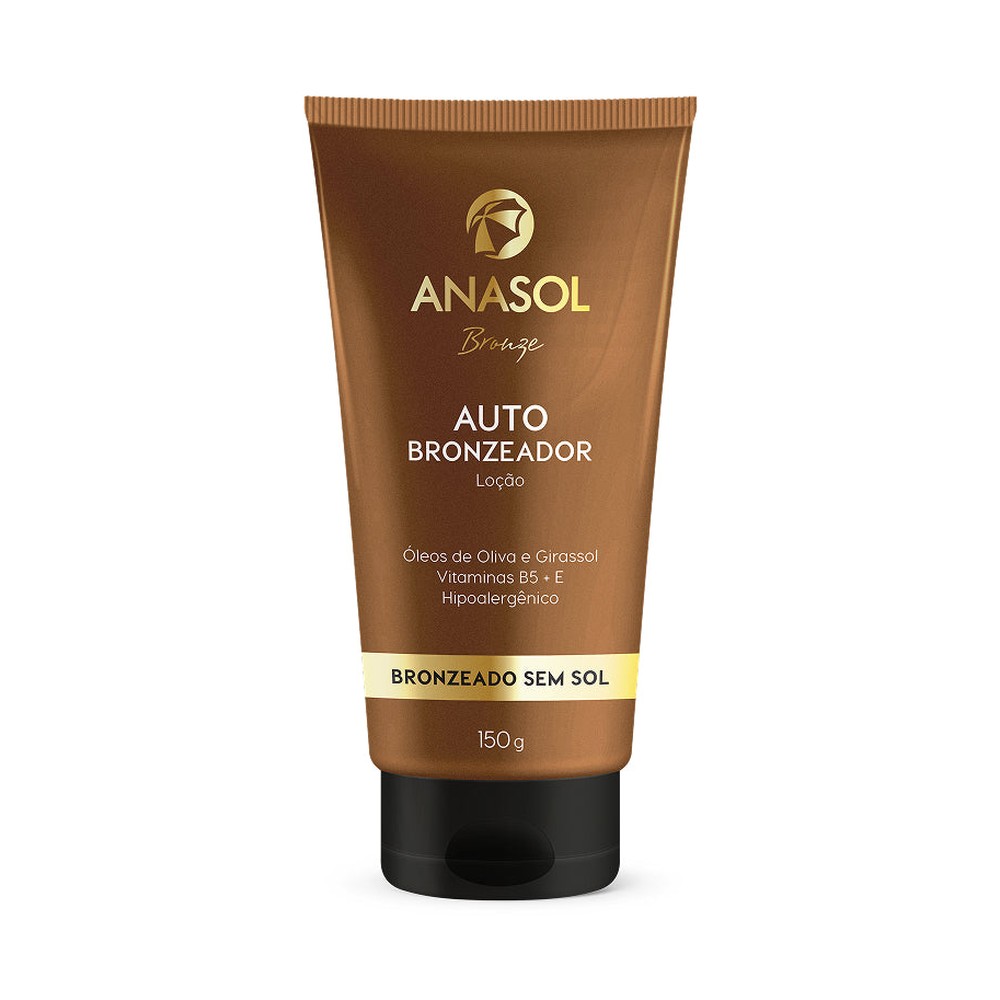 ANASOL
Bronze
AUTO
BRONZEADOR
Loção
Óleos de Oliva e Girassol
Vitaminas B5 + E
Hipoalergênico
BRONZEADO SEM SOL
150g